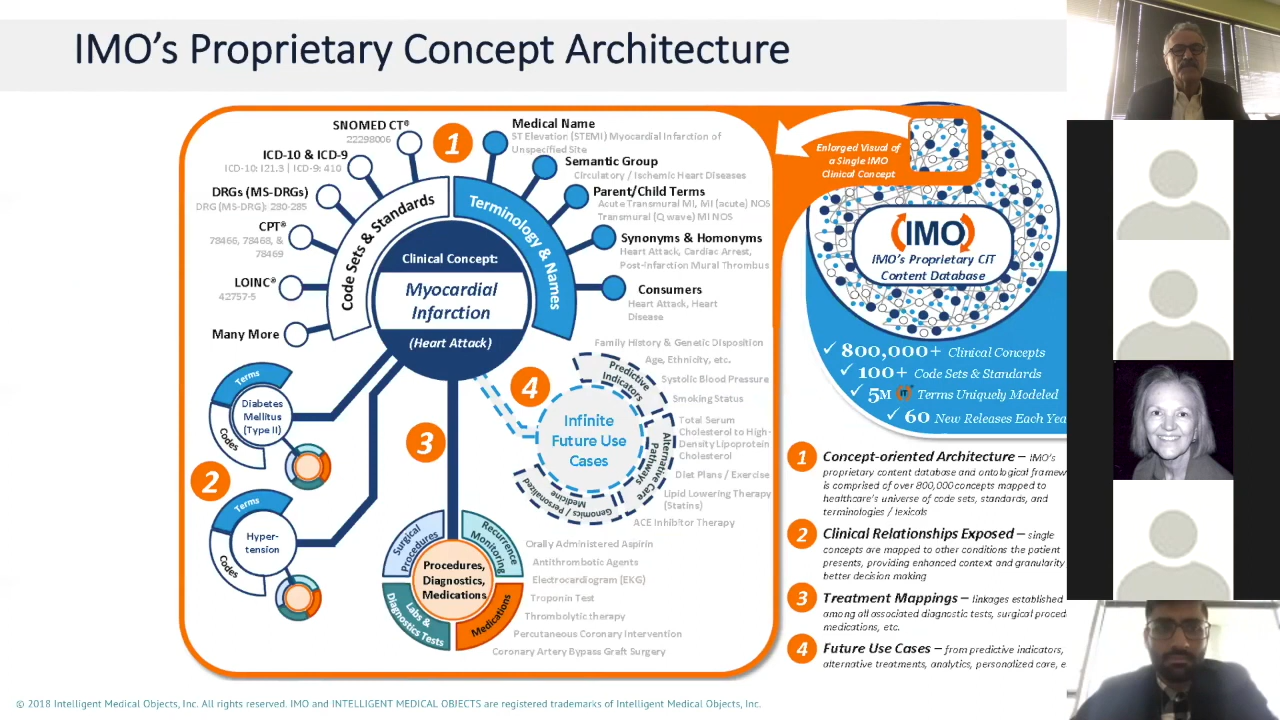 IMO's Proprietary Concept Architecture
SNOMED CT®
22298006
ICD-10 & ICD-9
ICD-10: I21.3 | ICD-9: 410
DRGs (MS-DRGs)
DRG (MS-DRG): 280-285
CPT®
78466, 78468, &
78469
LOINC®
42757-5
Many More
1
Code Sets & Standards
Terminology & Names
Medical Name
ST Elevation (STEMI) Myocardial Infarction of
Unspecified Site
Semantic Group
Circulatory / Ischemic Heart Diseases
Parent/Child Terms
Acute Transmural MI, MI (acute) NOS
Transmural (Q wave) MI NOS
Synonyms & Homonyms
Heart Attack, Cardiac Arrest,
Post-infarction Mural Thrombus
Consumers
Heart Attack, Heart
Disease
Clinical Concept:
Myocardial
Infarction
(Heart Attack)
2
Terms
Diabetes
Mellitus
(Type II)
Codes
Terms
Hyper-
tension
Codes
3
Surgical
Procedures
Recurrence
Monitoring
Procedures,
Diagnostics,
Medications
Labs &
Diagnostics Tests
Medications
4
Predictive
Indicators
Infinite
Future Use
Cases
Alternative Care
Pathways
Genomics / Personalized
Medicine
Family History & Genetic Disposition
Age, Ethnicity, etc.
Systolic Blood Pressure
Smoking Status
Total Serum
Cholesterol to High-
Density Lipoprotein
Cholesterol
Diet Plans / Exercise
Lipid Lowering Therapy
(Statins)
ACE Inhibitor Therapy
Orally Administered Aspirin
Antithrombotic Agents
Electrocardiogram (EKG)
Troponin Test
Thrombolytic therapy
Percutaneous Coronary Intervention
Coronary Artery Bypass Graft Surgery
Enlarged Visual of
a Single IMO
Clinical Concept
IMO
IMO's Proprietary CIT
Content Database
✓ 800,000+ Clinical Concepts
✓ 100+ Code Sets & Standards
✓ 5M IT Terms Uniquely Modeled
✓ 60 New Releases Each Yea
1 Concept-oriented Architecture – IMO's
proprietary content database and ontological framew
is comprised of over 800,000 concepts mapped to
healthcare's universe of code sets, standards, and
terminologies / lexicals
2 Clinical Relationships Exposed – single
concepts are mapped to other conditions the patient
presents, providing enhanced context and granularity
better decision making
3 Treatment Mappings – linkages established
among all associated diagnostic tests, surgical proced
medications, etc.
4 Future Use Cases – from predictive indicators,
alternative treatments, analytics, personalized care, e
© 2018 Intelligent Medical Objects, Inc. All rights reserved. IMO and INTELLIGENT MEDICAL OBJECTS are registered trademarks of Intelligent Medical Objects, Inc.